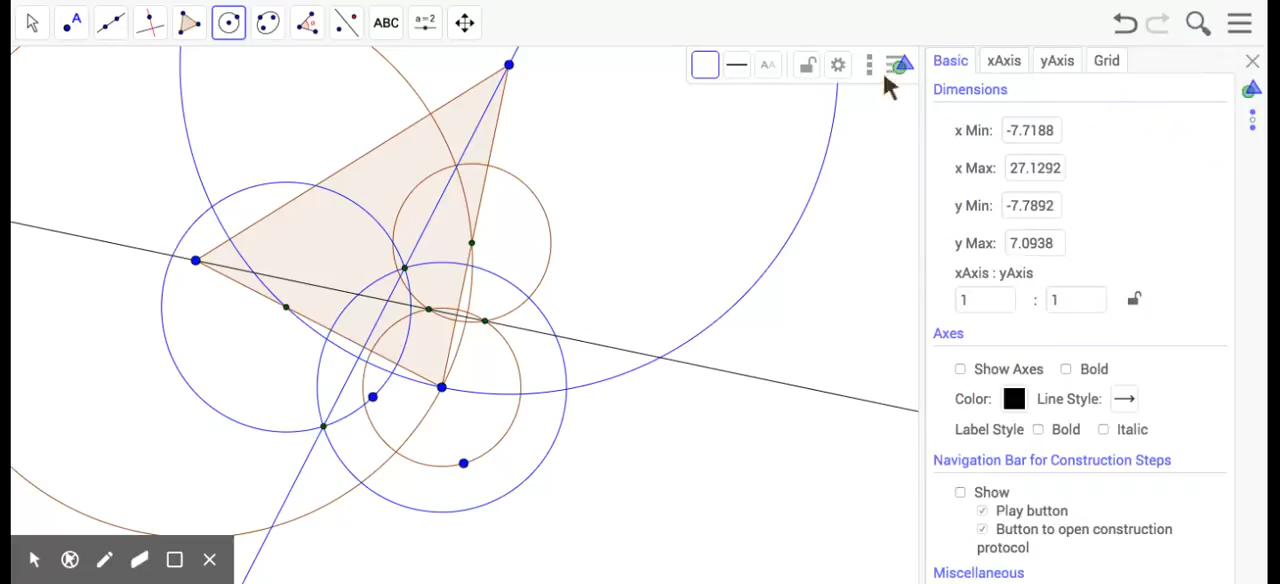 A
ABC
a=2
AA
Basic xAxis yAxis Grid
Dimensions
x Min: -7.7188
x Max: 27.1292
y Min: -7.7892
y Max: 7.0938
xAxis : yAxis
1 : 1
Axes
Show Axes Bold
Color: Line Style:
Label Style Bold Italic
Navigation Bar for Construction Steps
Show
Play button
Button to open construction
protocol
Miscellaneous